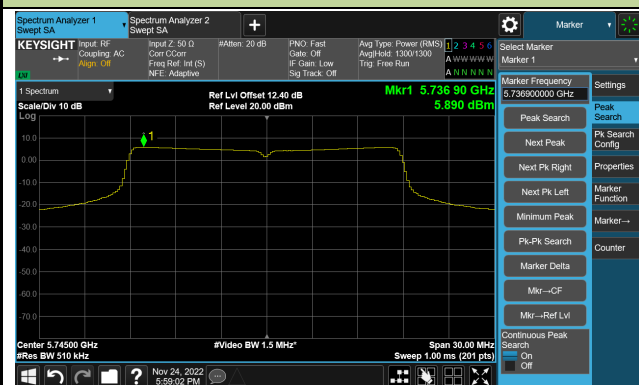 Spectrum Analyzer 1
Swept SA
Spectrum Analyzer 2
Swept SA
Marker
KEYSIGHT
Input: RF
Coupling: AC
Align: Off
Input Z: 50 Ω
Corr CCorr
Freq Ref: Int (S)
NFE: Adaptive
#Atten: 20 dB
PNO: Fast
Gate: Off
IF Gain: Low
Sig Track: Off
Avg Type: Power (RMS)
Avg|Hold: 1300/1300
Trig: Free Run
1 2 3 4 5 6
A W W W W W
A N N N N N
LXI
Select Marker
Marker 1
1 Spectrum
Scale/Div 10 dB
Log
Ref Lvl Offset 12.40 dB
Ref Level 20.00 dBm
Mkr1 5.736 90 GHz
5.890 dBm
1
10.0
0.00
-10.0
-20.0
-30.0
-40.0
-50.0
-60.0
-70.0
Center 5.74500 GHz
#Res BW 510 kHz
#Video BW 1.5 MHz*
Span 30.00 MHz
Sweep 1.00 ms (201 pts)
Marker Frequency
5.736900000 GHz
Peak Search
Next Peak
Next Pk Right
Next Pk Left
Minimum Peak
Pk-Pk Search
Marker Delta
Mkr→CF
Mkr→Ref Lvl
Continuous Peak
Search
On
Off
Settings
Peak
Search
Pk Search
Config
Properties
Marker
Function
Marker→
Counter
Nov 24, 2022
5:59:02 PM